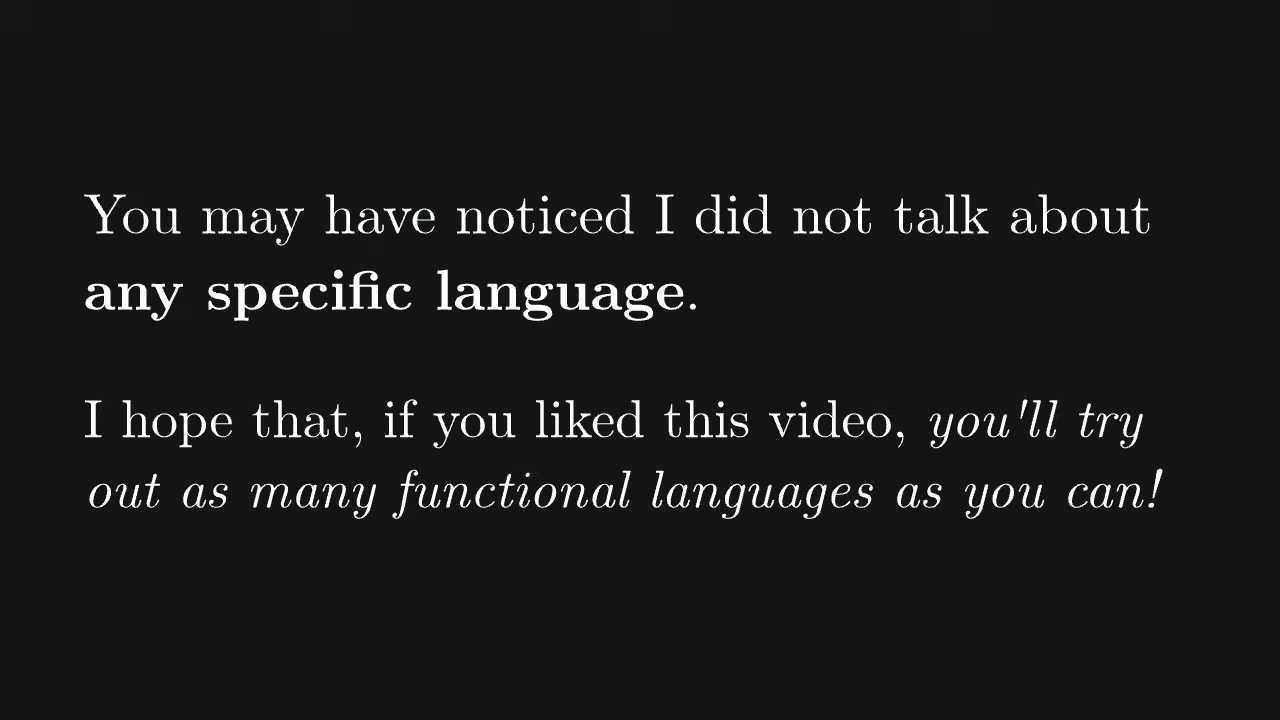 You may have noticed I did not talk about
any specific language.
I hope that, if you liked this video, you'll try
out as many functional languages as you can!